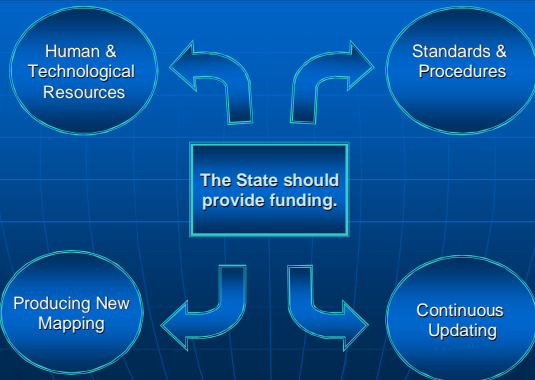 Human &
Technological
Resources
Standards &
Procedures
The State should
provide funding.
Producing New
Mapping
Continuous
Updating